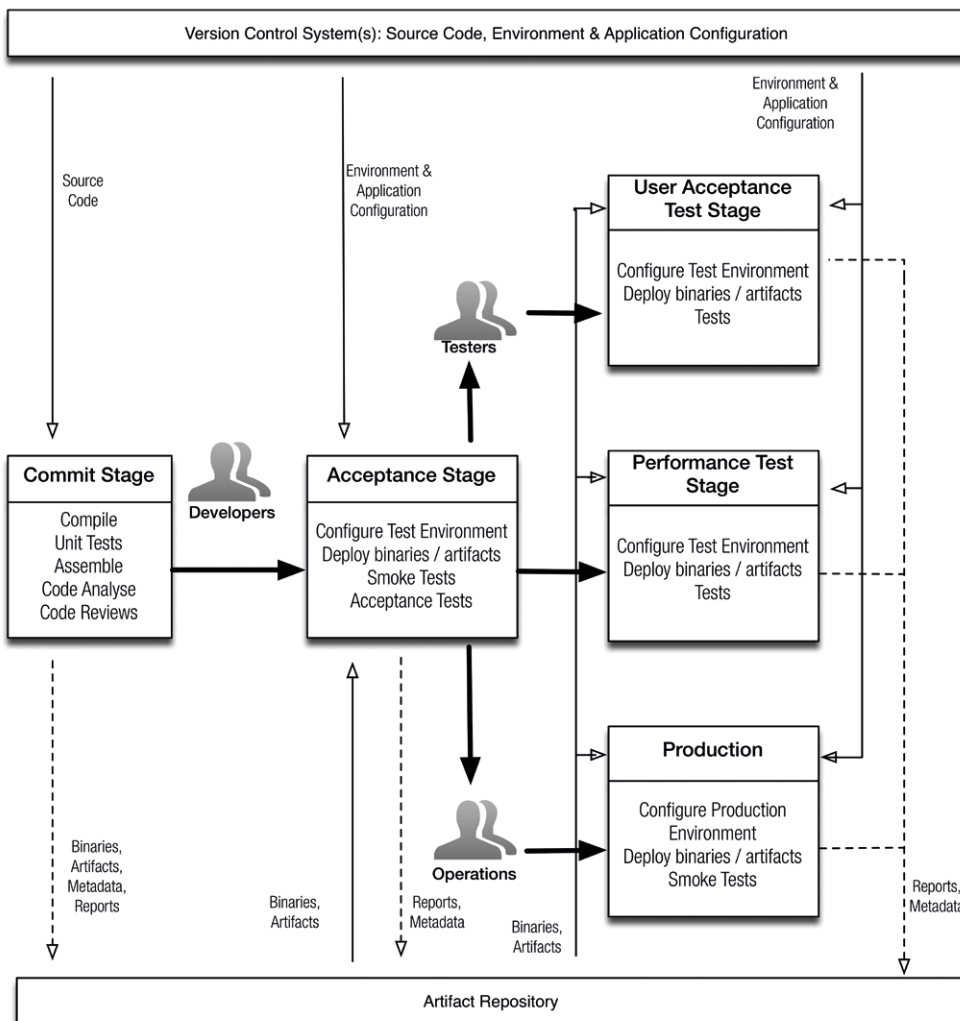 Version Control System(s): Source Code, Environment & Application Configuration
Source
Code
Environment &
Application
Configuration
Environment &
Application
Configuration
User Acceptance
Test Stage
Configure Test Environment
Deploy binaries / artifacts
Tests
Testers
Commit Stage
Compile
Unit Tests
Assemble
Code Analyse
Code Reviews
Developers
Acceptance Stage
Configure Test Environment
Deploy binaries / artifacts
Smoke Tests
Acceptance Tests
Performance Test
Stage
Configure Test Environment
Deploy binaries / artifacts
Tests
Production
Configure Production
Environment
Deploy binaries / artifacts
Smoke Tests
Operations
Binaries,
Artifacts,
Metadata,
Reports
Binaries,
Artifacts
Reports,
Metadata
Binaries,
Artifacts
Reports,
Metadata
Artifact Repository